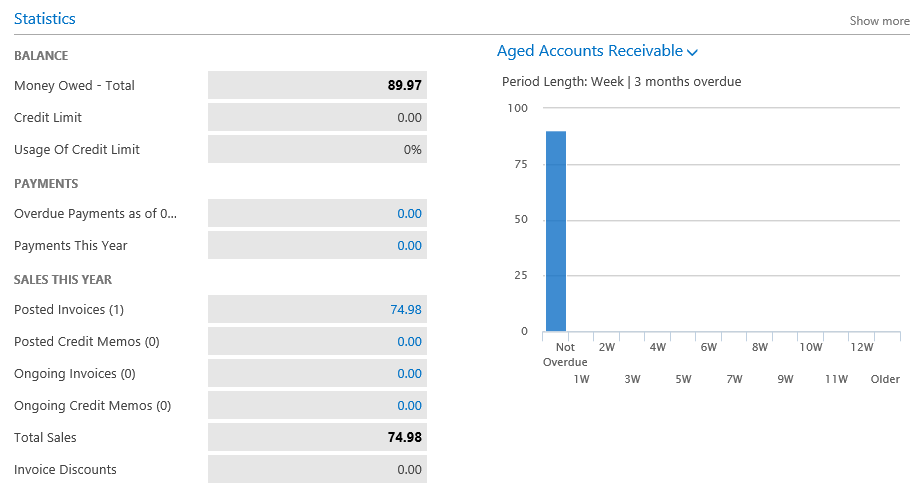 Statistics
Show more
BALANCE
Money Owed - Total 89.97
Credit Limit 0.00
Usage Of Credit Limit 0%
PAYMENTS
Overdue Payments as of 0... 0.00
Payments This Year 0.00
SALES THIS YEAR
Posted Invoices (1) 74.98
Posted Credit Memos (0) 0.00
Ongoing Invoices (0) 0.00
Ongoing Credit Memos (0) 0.00
Total Sales 74.98
Invoice Discounts 0.00
Aged Accounts Receivable
Period Length: Week | 3 months overdue
100
75
50
25
0
Not 2W 4W 6W 8W 10W 12W
Overdue
1W 3W 5W 7W 9W 11W Older